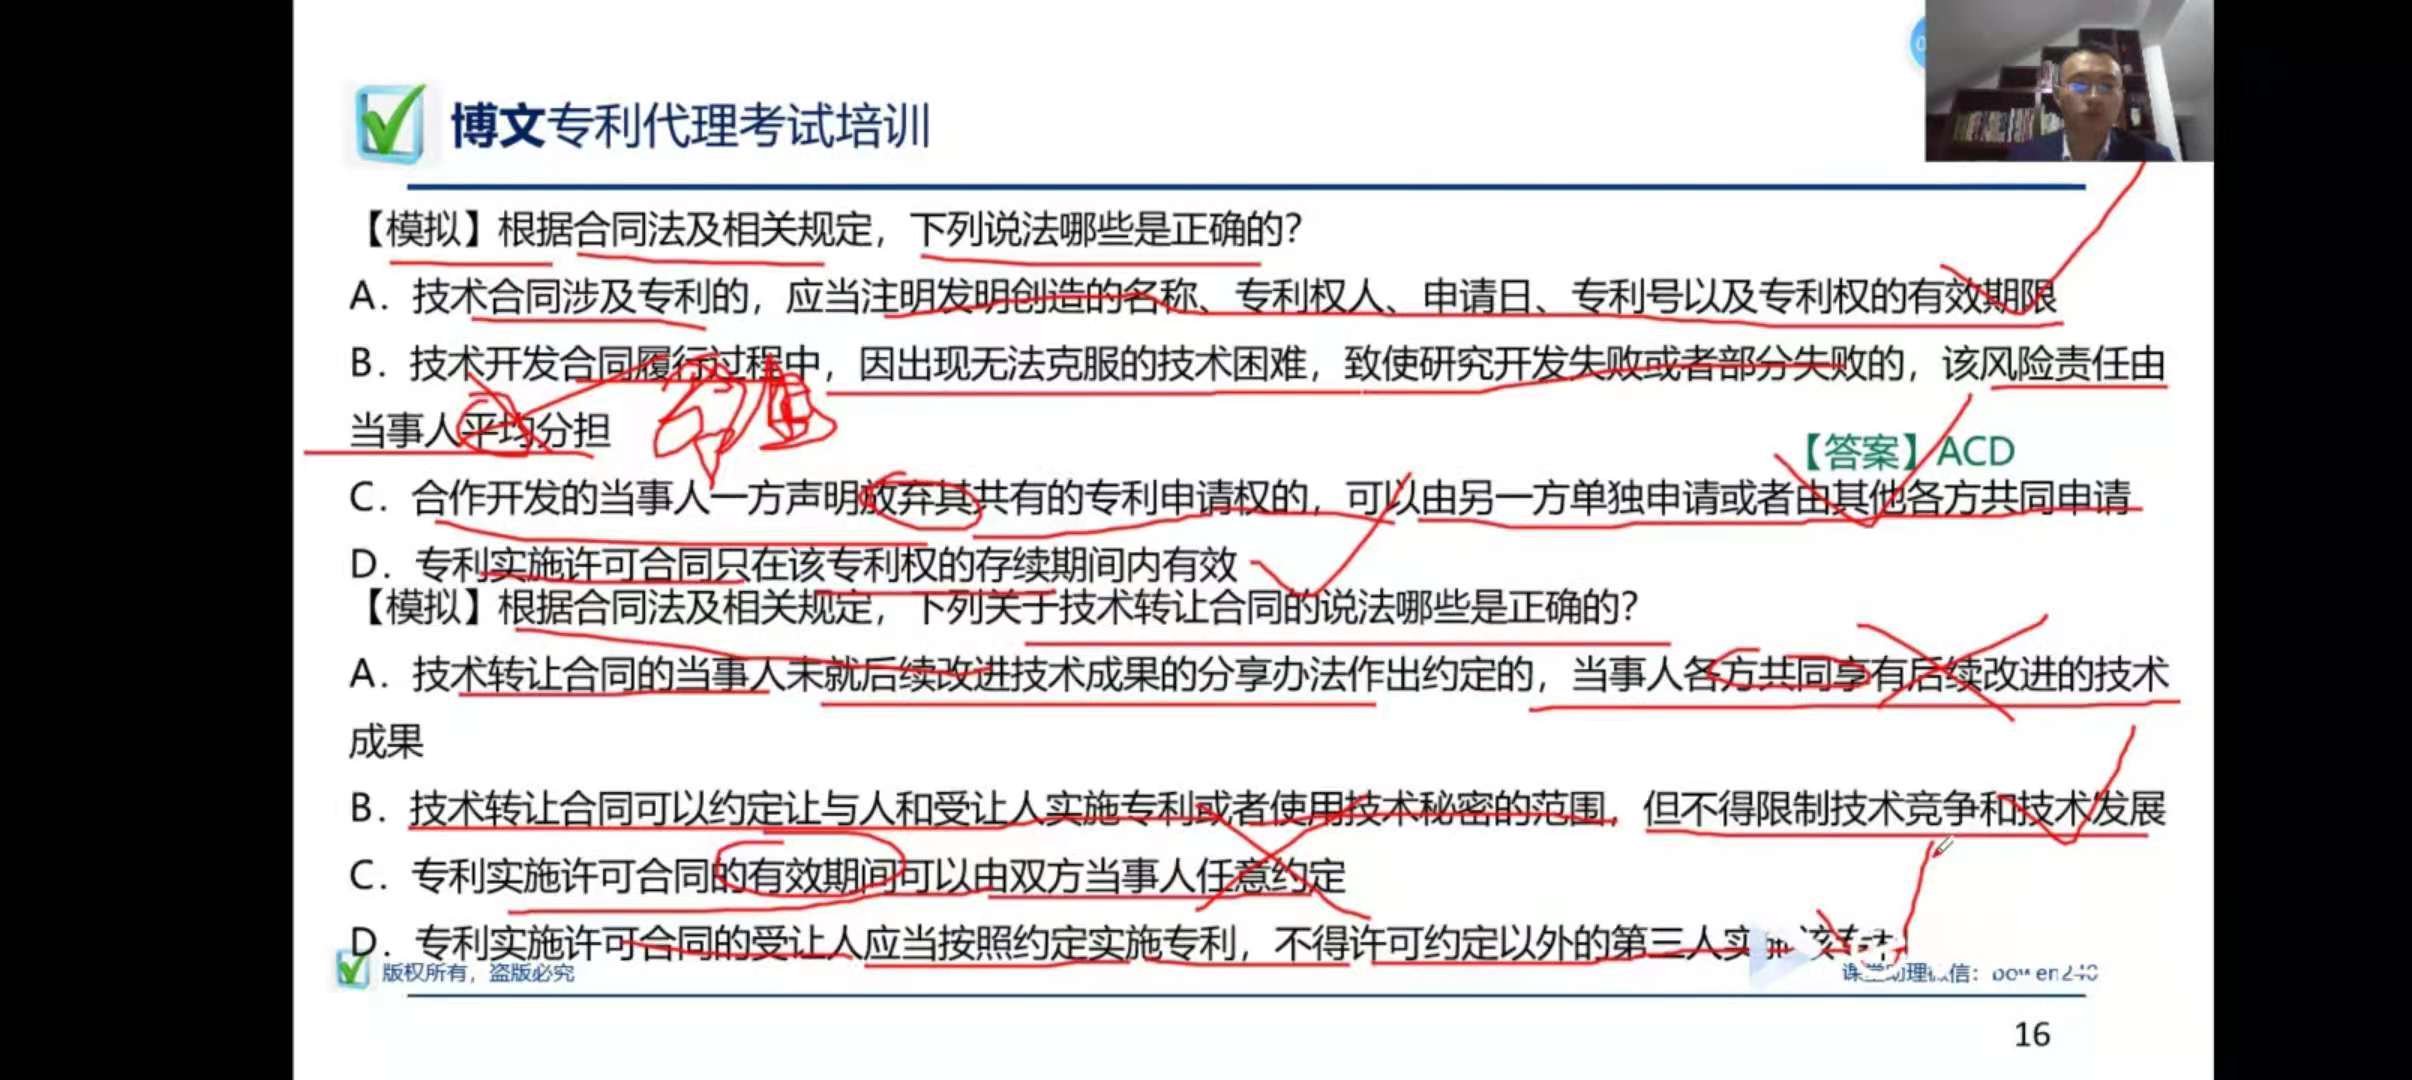 博文专利代理考试培训
【模拟】根据合同法及相关规定，下列说法哪些是正确的？
A．技术合同涉及专利的，应当注明发明创造的名称、专利权人、申请日、专利号以及专利权的有效期限
B．技术开发合同履行过程中，因出现无法克服的技术困难，致使研究开发失败或者部分失败的，该风险责任由
当事人平均分担
【答案】ACD
C．合作开发的当事人一方声明放弃其共有的专利申请权的，可以由另一方单独申请或者由其他各方共同申请
D．专利实施许可合同只在该专利权的存续期间内有效
【模拟】根据合同法及相关规定，下列关于技术转让合同的说法哪些是正确的？
A．技术转让合同的当事人未就后续改进技术成果的分享办法作出约定的，当事人各方共同享有后续改进的技术
成果
B．技术转让合同可以约定让与人和受让人实施专利或者使用技术秘密的范围，但不得限制技术竞争和技术发展
C．专利实施许可合同的有效期间可以由双方当事人任意约定
D．专利实施许可合同的受让人应当按照约定实施专利，不得许可约定以外的第三人实施该专利
版权所有，盗版必究
课堂助理微信：
16